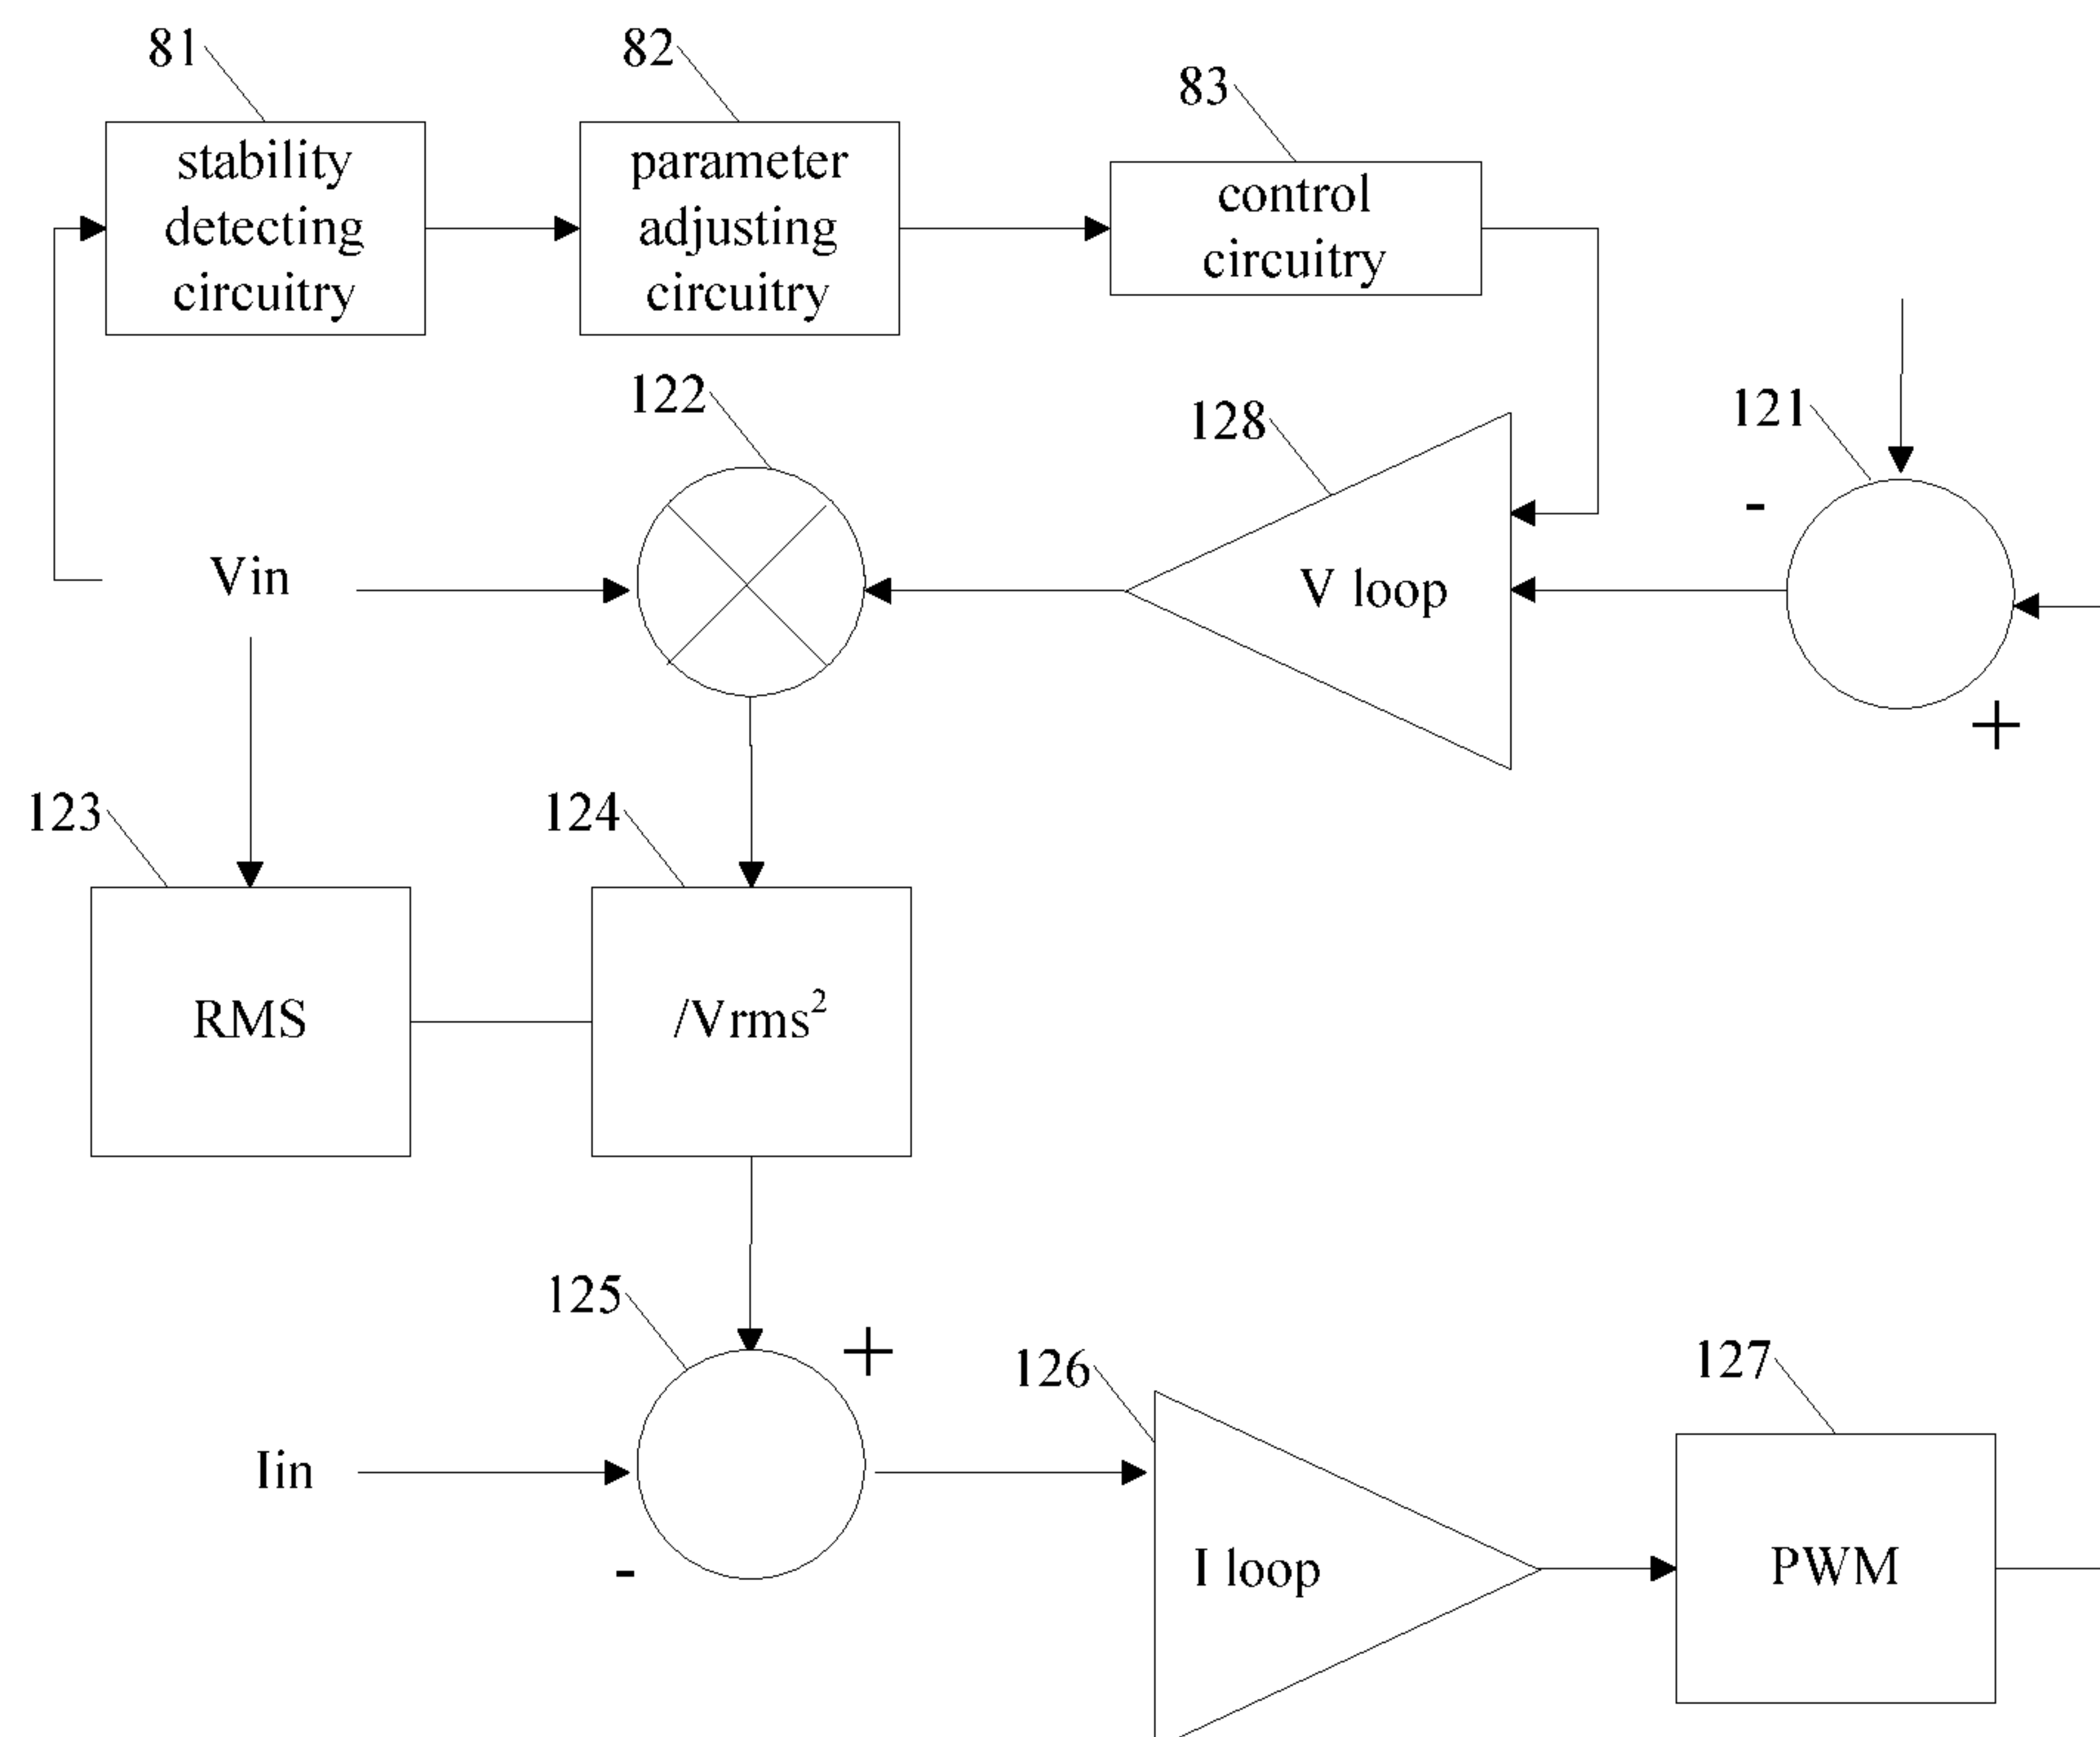 81
82
83
stability
detecting
circuitry
parameter
adjusting
circuitry
control
circuitry
122
128
121
-
Vin
V loop
+
123
124
RMS
/Vrms²
125
+
126
127
Iin
-
I loop
PWM